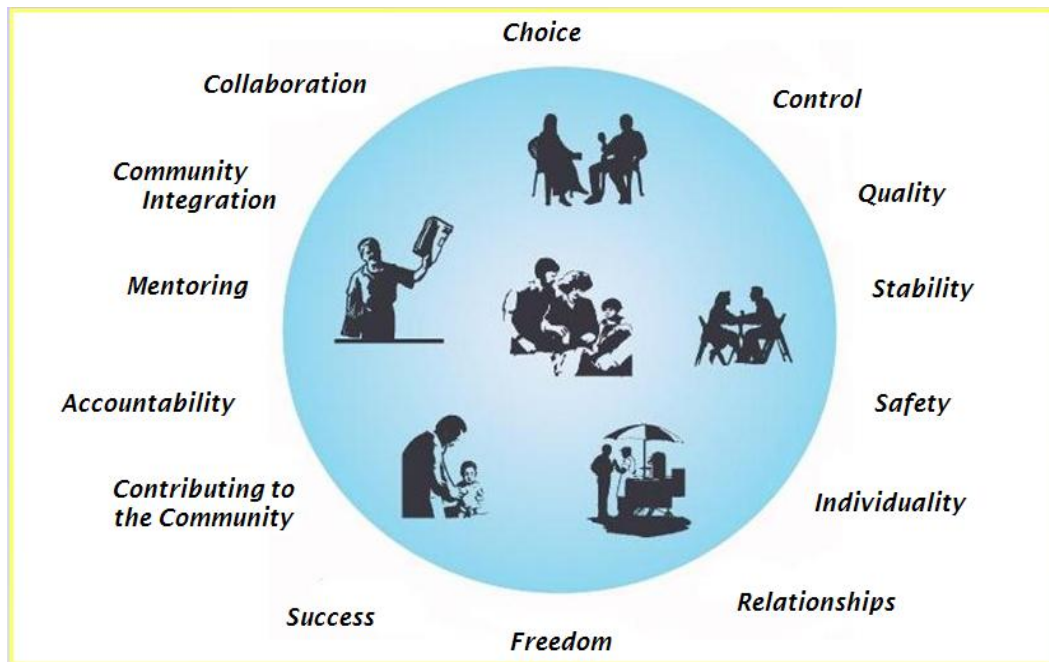 Choice
Collaboration
Control
Community
Integration
Quality
Mentoring
Stability
Accountability
Safety
Contributing to
the Community
Individuality
Relationships
Success
Freedom